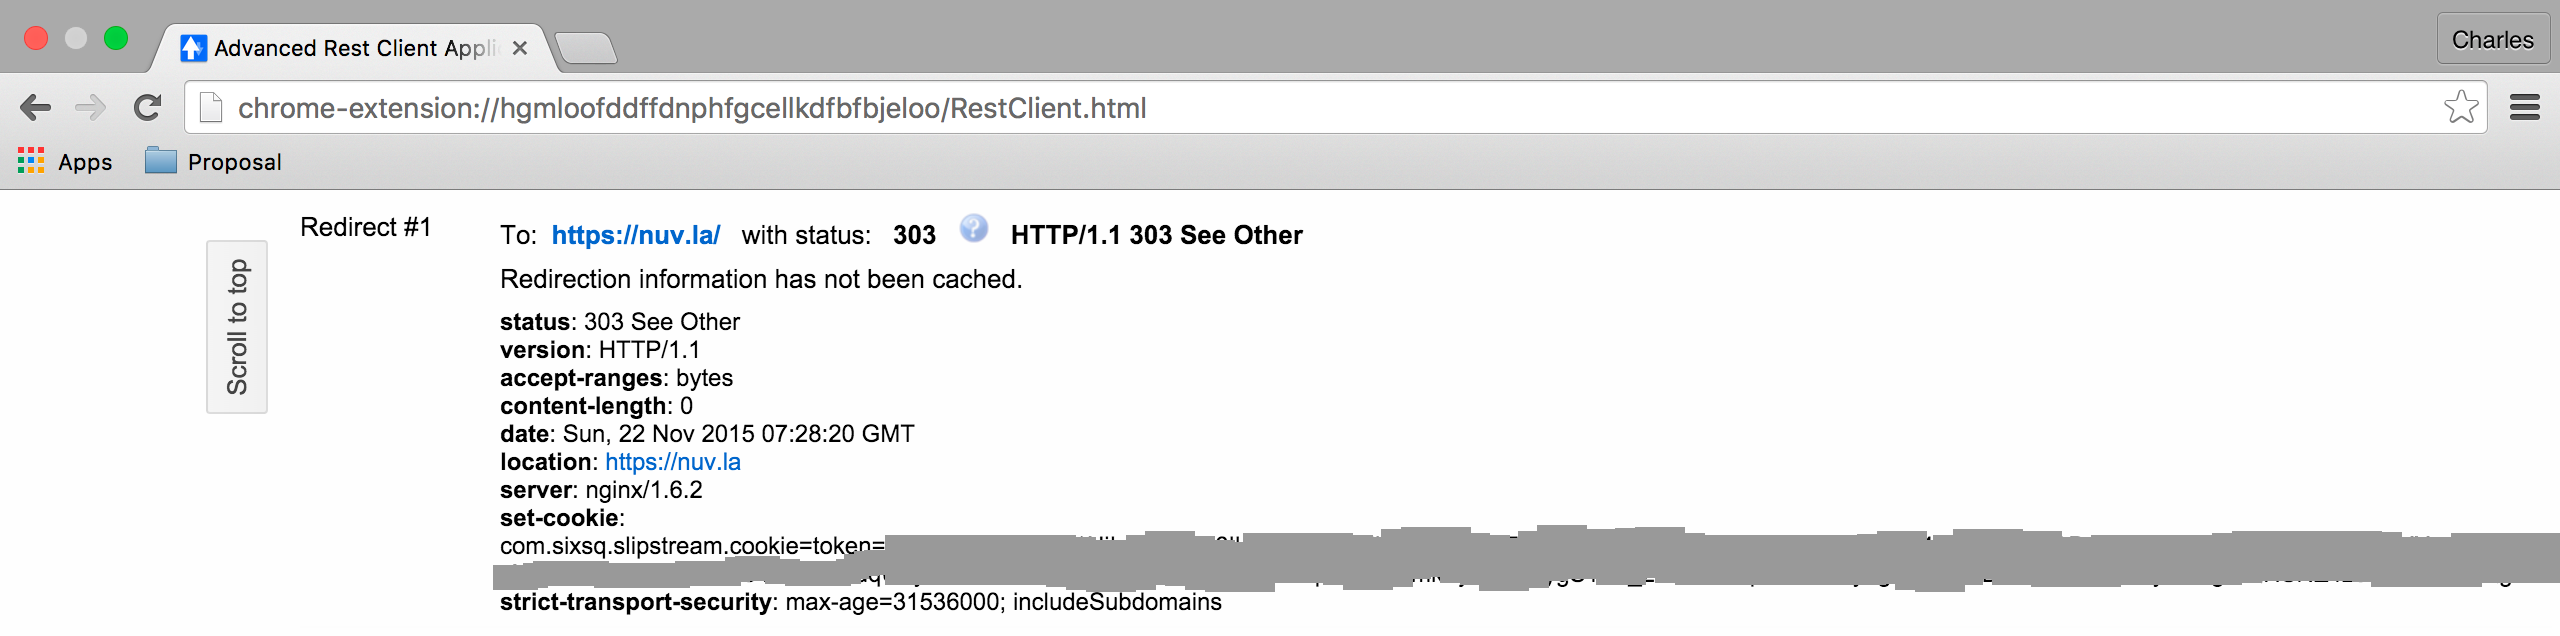 Advanced Rest Client Appli
Charles
chrome-extension://hgmloofddffdnphfgcellkdfbfbjeloo/RestClient.html
Apps
Proposal
Scroll to top
Redirect #1
To: https://nuv.la/ with status: 303 HTTP/1.1 303 See Other
Redirection information has not been cached.
status: 303 See Other
version: HTTP/1.1
accept-ranges: bytes
content-length: 0
date: Sun, 22 Nov 2015 07:28:20 GMT
location: https://nuv.la
server: nginx/1.6.2
set-cookie:
com.sixsq.slipstream.cookie=token=
strict-transport-security: max-age=31536000; includeSubdomains